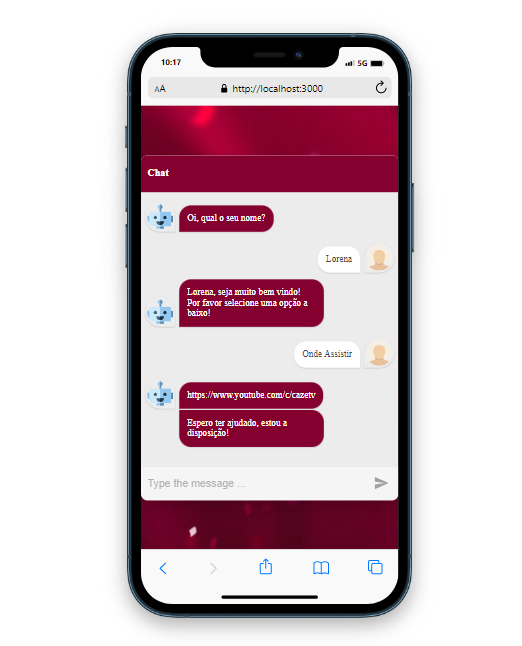 10:17
5G
AA
http://localhost:3000
Chat
Oi, qual o seu nome?
Lorena
Lorena, seja muito bem vindo!
Por favor selecione uma opção a
baixo!
Onde Assistir
https://www.youtube.com/c/cazetv
Espero ter ajudado, estou a
disposição!
Type the message ...